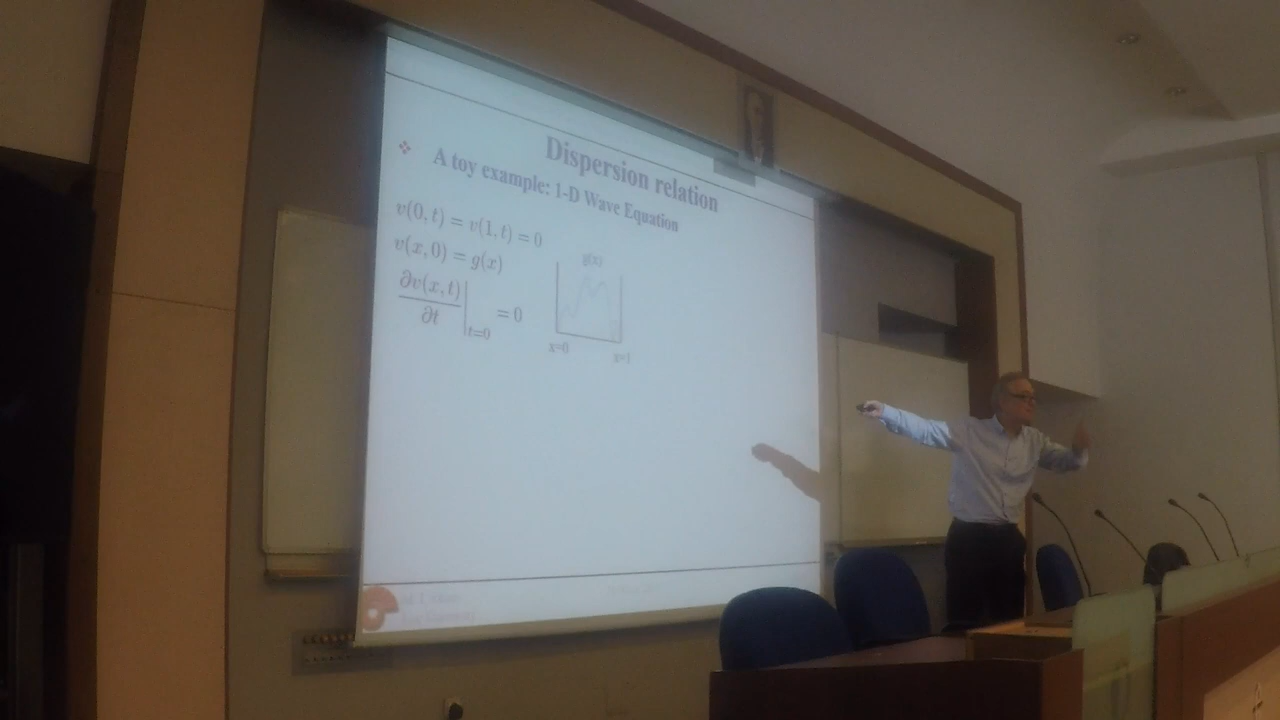 Dispersion relation
❖ A toy example: 1-D Wave Equation
v(0, t) = v(1, t) = 0
v(x, 0) = g(x)
∂v(x, t)/∂t |t=0 = 0
g(x)
x=0 x=1